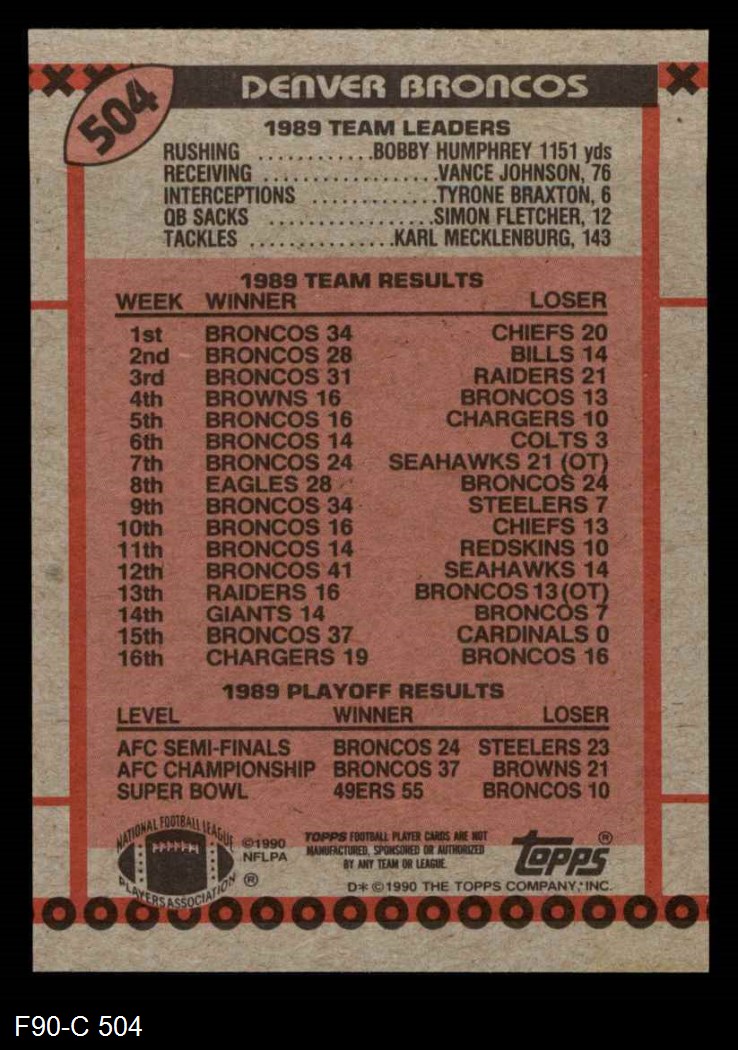 504
DENVER BRONCOS
1989 TEAM LEADERS
RUSHING ............BOBBY HUMPHREY 1151 yds
RECEIVING ..................VANCE JOHNSON, 76
INTERCEPTIONS .............TYRONE BRAXTON, 6
QB SACKS .................SIMON FLETCHER, 12
TACKLES ...............KARL MECKLENBURG, 143
1989 TEAM RESULTS
WEEK WINNER LOSER
1st BRONCOS 34 CHIEFS 20
2nd BRONCOS 28 BILLS 14
3rd BRONCOS 31 RAIDERS 21
4th BROWNS 16 BRONCOS 13
5th BRONCOS 16 CHARGERS 10
6th BRONCOS 14 COLTS 3
7th BRONCOS 24 SEAHAWKS 21 (OT)
8th EAGLES 28 BRONCOS 24
9th BRONCOS 34 STEELERS 7
10th BRONCOS 16 CHIEFS 13
11th BRONCOS 14 REDSKINS 10
12th BRONCOS 41 SEAHAWKS 14
13th RAIDERS 16 BRONCOS 13 (OT)
14th GIANTS 14 BRONCOS 7
15th BRONCOS 37 CARDINALS 0
16th CHARGERS 19 BRONCOS 16
1989 PLAYOFF RESULTS
LEVEL WINNER LOSER
AFC SEMI-FINALS BRONCOS 24 STEELERS 23
AFC CHAMPIONSHIP BRONCOS 37 BROWNS 21
SUPER BOWL 49ERS 55 BRONCOS 10
NATIONAL FOOTBALL LEAGUE
PLAYERS ASSOCIATION
®
©1990
NFLPA
TOPPS FOOTBALL PLAYER CARDS ARE NOT
MANUFACTURED, SPONSORED OR AUTHORIZED
BY ANY TEAM OR LEAGUE.
topps®
D* © 1990 THE TOPPS COMPANY, INC.
F90-C 504